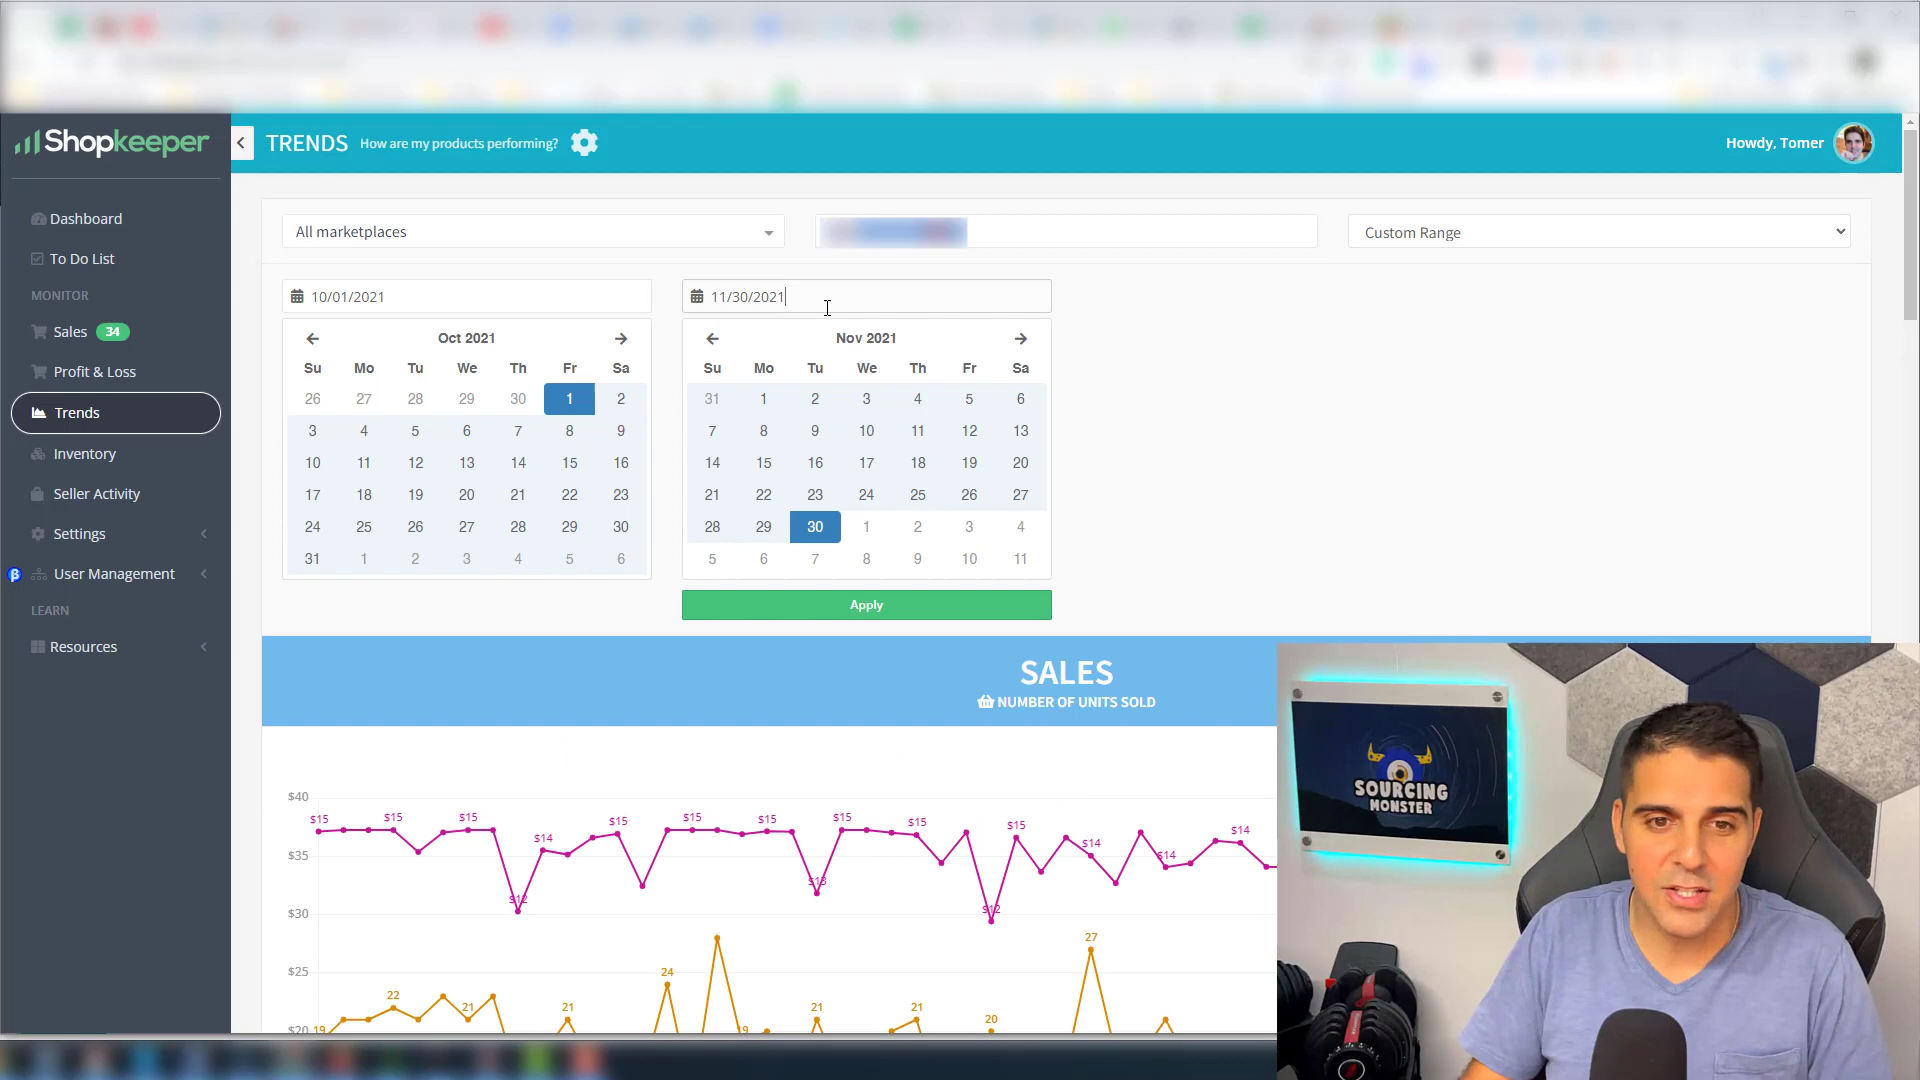 Shopkeeper
TRENDS How are my products performing?
Howdy, Tomer
Dashboard
To Do List
MONITOR
Sales 34
Profit & Loss
Trends
Inventory
Seller Activity
Settings
β User Management
LEARN
Resources
All marketplaces
Custom Range
10/01/2021
11/30/2021
Oct 2021
Su Mo Tu We Th Fr Sa
26 27 28 29 30 1 2
3 4 5 6 7 8 9
10 11 12 13 14 15 16
17 18 19 20 21 22 23
24 25 26 27 28 29 30
31 1 2 3 4 5 6
Nov 2021
Su Mo Tu We Th Fr Sa
31 1 2 3 4 5 6
7 8 9 10 11 12 13
14 15 16 17 18 19 20
21 22 23 24 25 26 27
28 29 30 1 2 3 4
5 6 7 8 9 10 11
Apply
SALES
NUMBER OF UNITS SOLD
$40
$15 $15 $15 $14 $15 $15 $15 $13 $15 $15 $12 $15 $14 $14 $14
$12
$35
$30
$25
27
24
22 21 21 21 21 20
$20 19 19
SOURCING
MONSTER